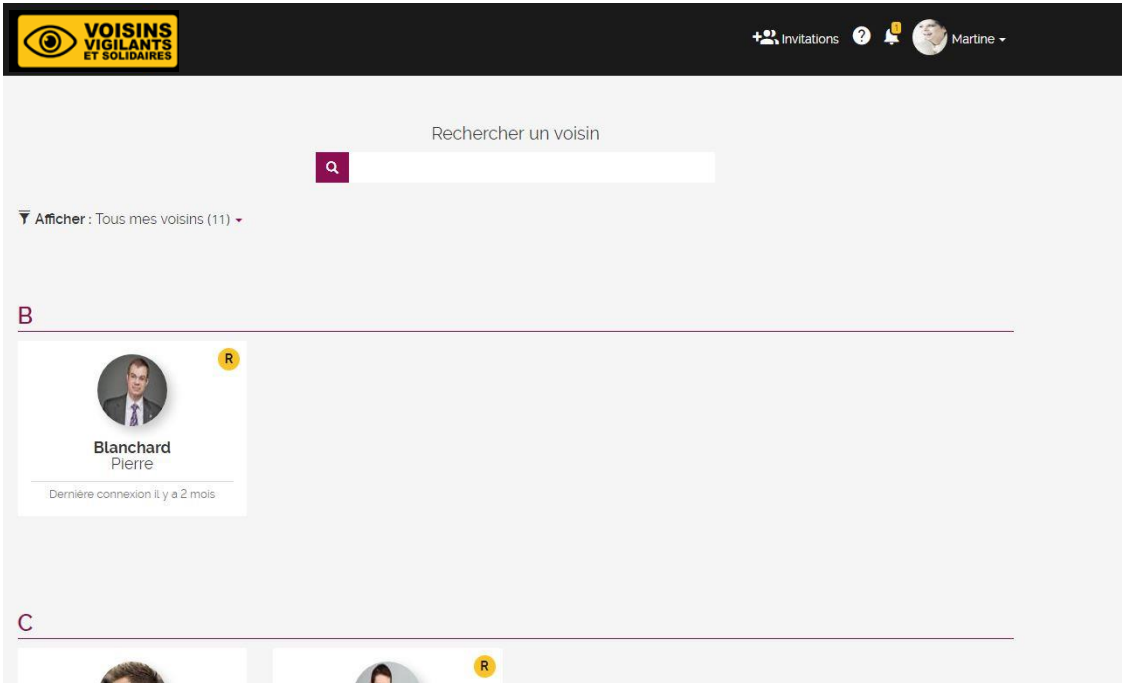 VOISINS
VIGILANTS
ET SOLIDAIRES
Invitations
?
1
Martine
Rechercher un voisin
Afficher : Tous mes voisins (11)
B
R
Blanchard
Pierre
Dernière connexion il y a 2 mois
C
R